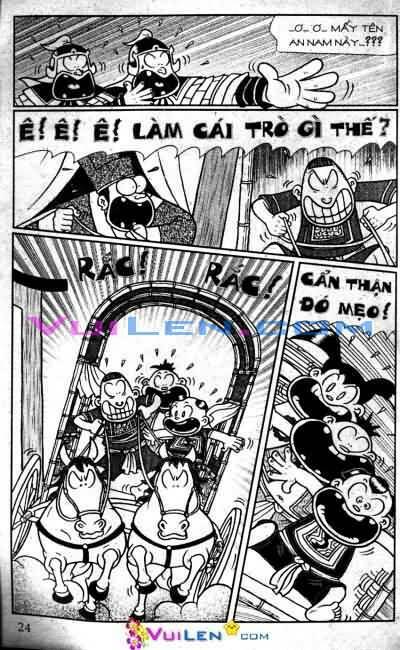 ...Ơ... Ơ... MẤY TÊN
AN NAM NÀY...???
Ê! Ê! Ê! LÀM CÁI TRÒ GÌ THẾ?
RẮC!
RẮC!
CẨN THẬN
ĐÓ MẸO!
VUILEN.COM
24
VUILEN.COM